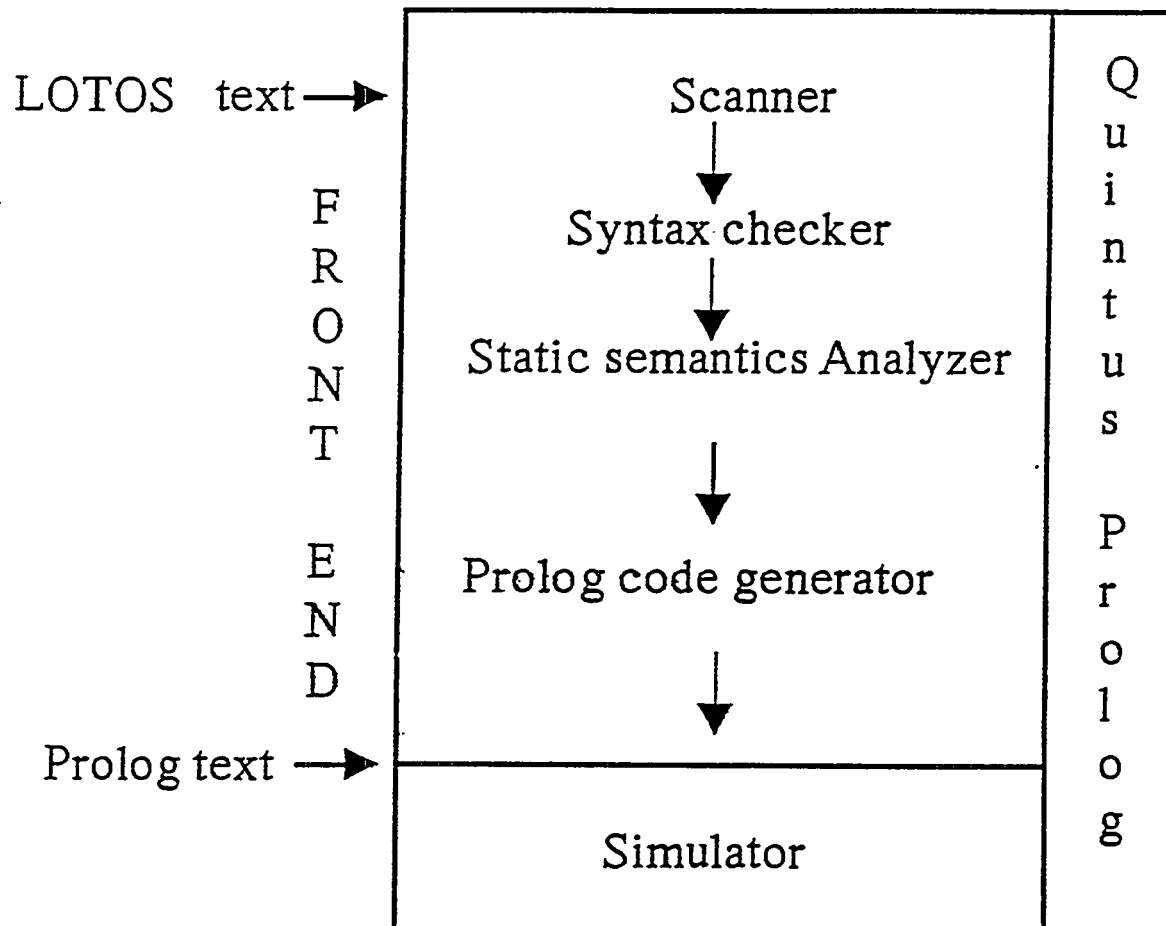 LOTOS text
Scanner
Syntax checker
Static semantics Analyzer
Prolog code generator
FRONT END
Prolog text
Simulator
Quintus Prolog